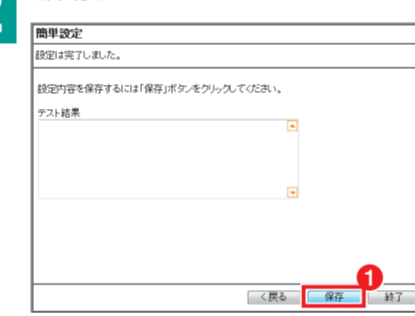 簡単設定
設定は完了しました。
設定内容を保存するには「保存」ボタンをクリックしてください。
テスト結果
1
＜戻る 保存 終了